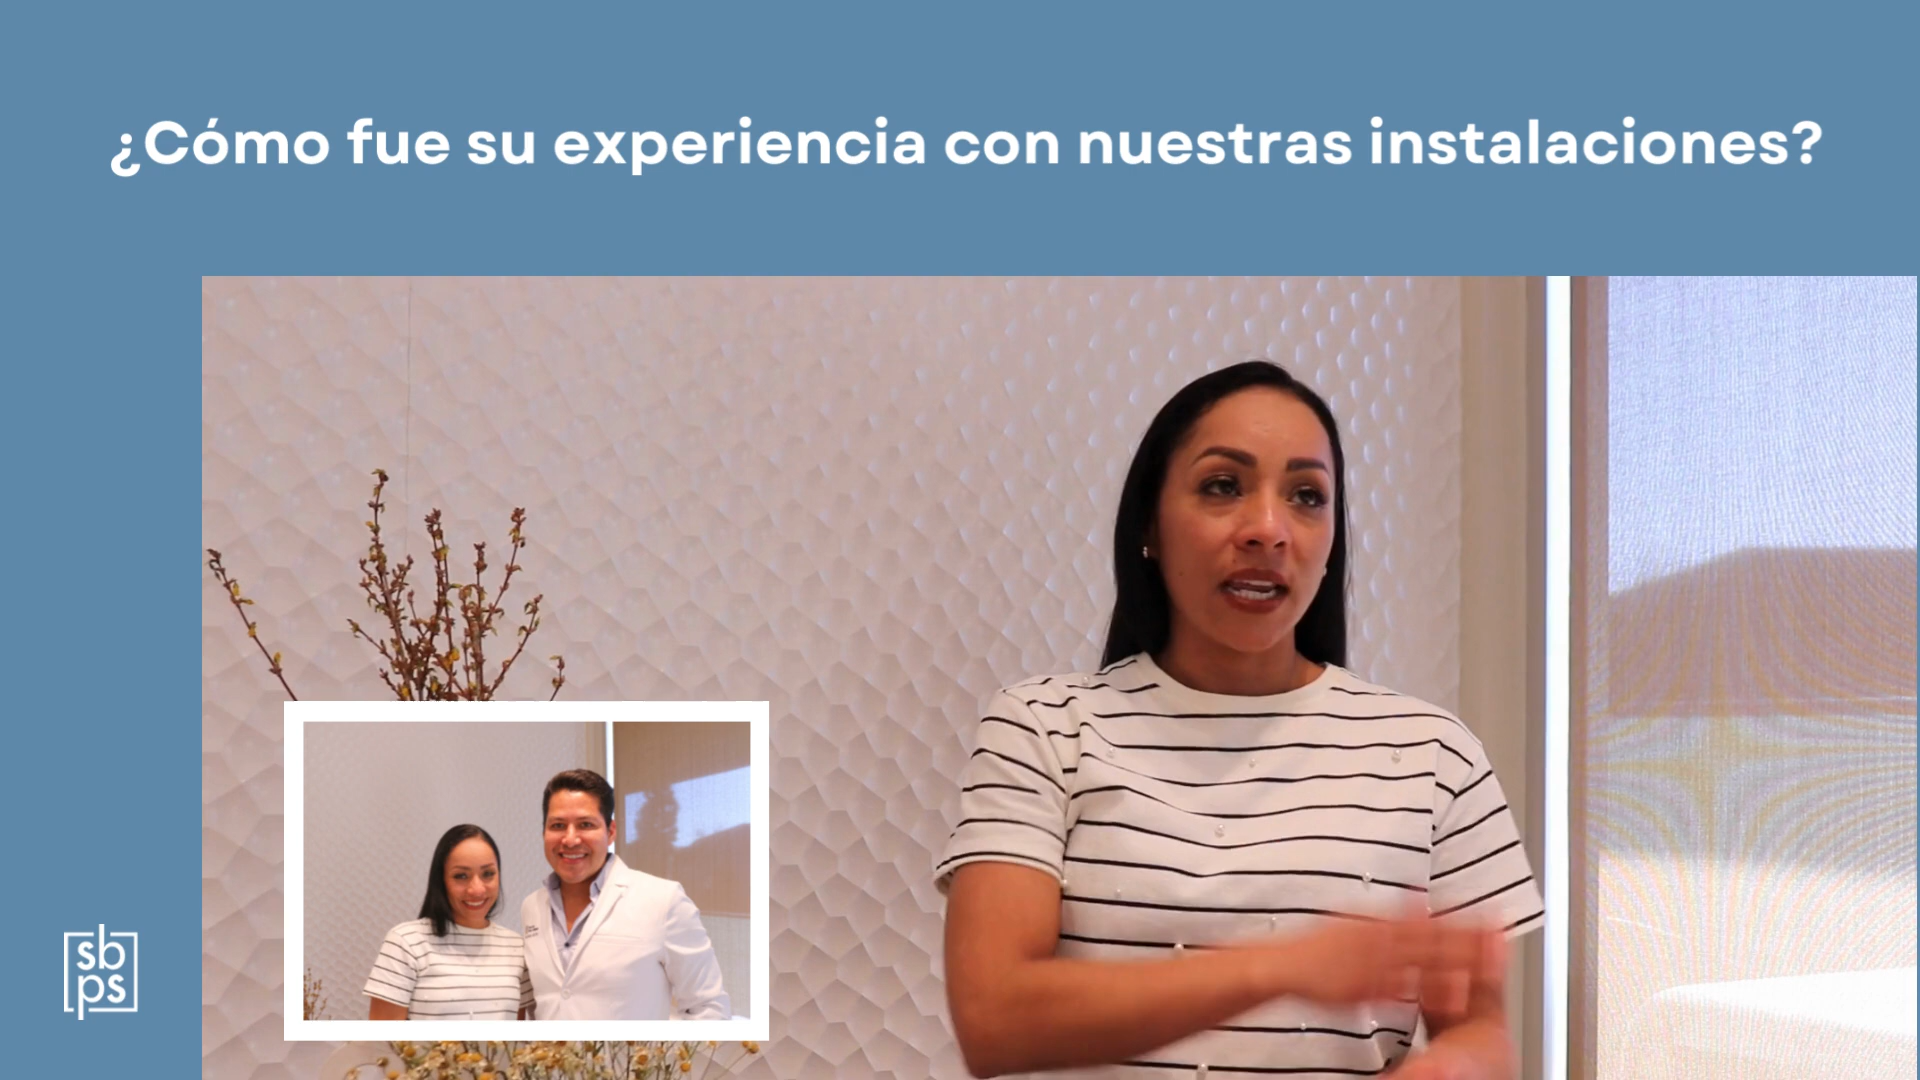 ¿Cómo fue su experiencia con nuestras instalaciones?
sb
ps